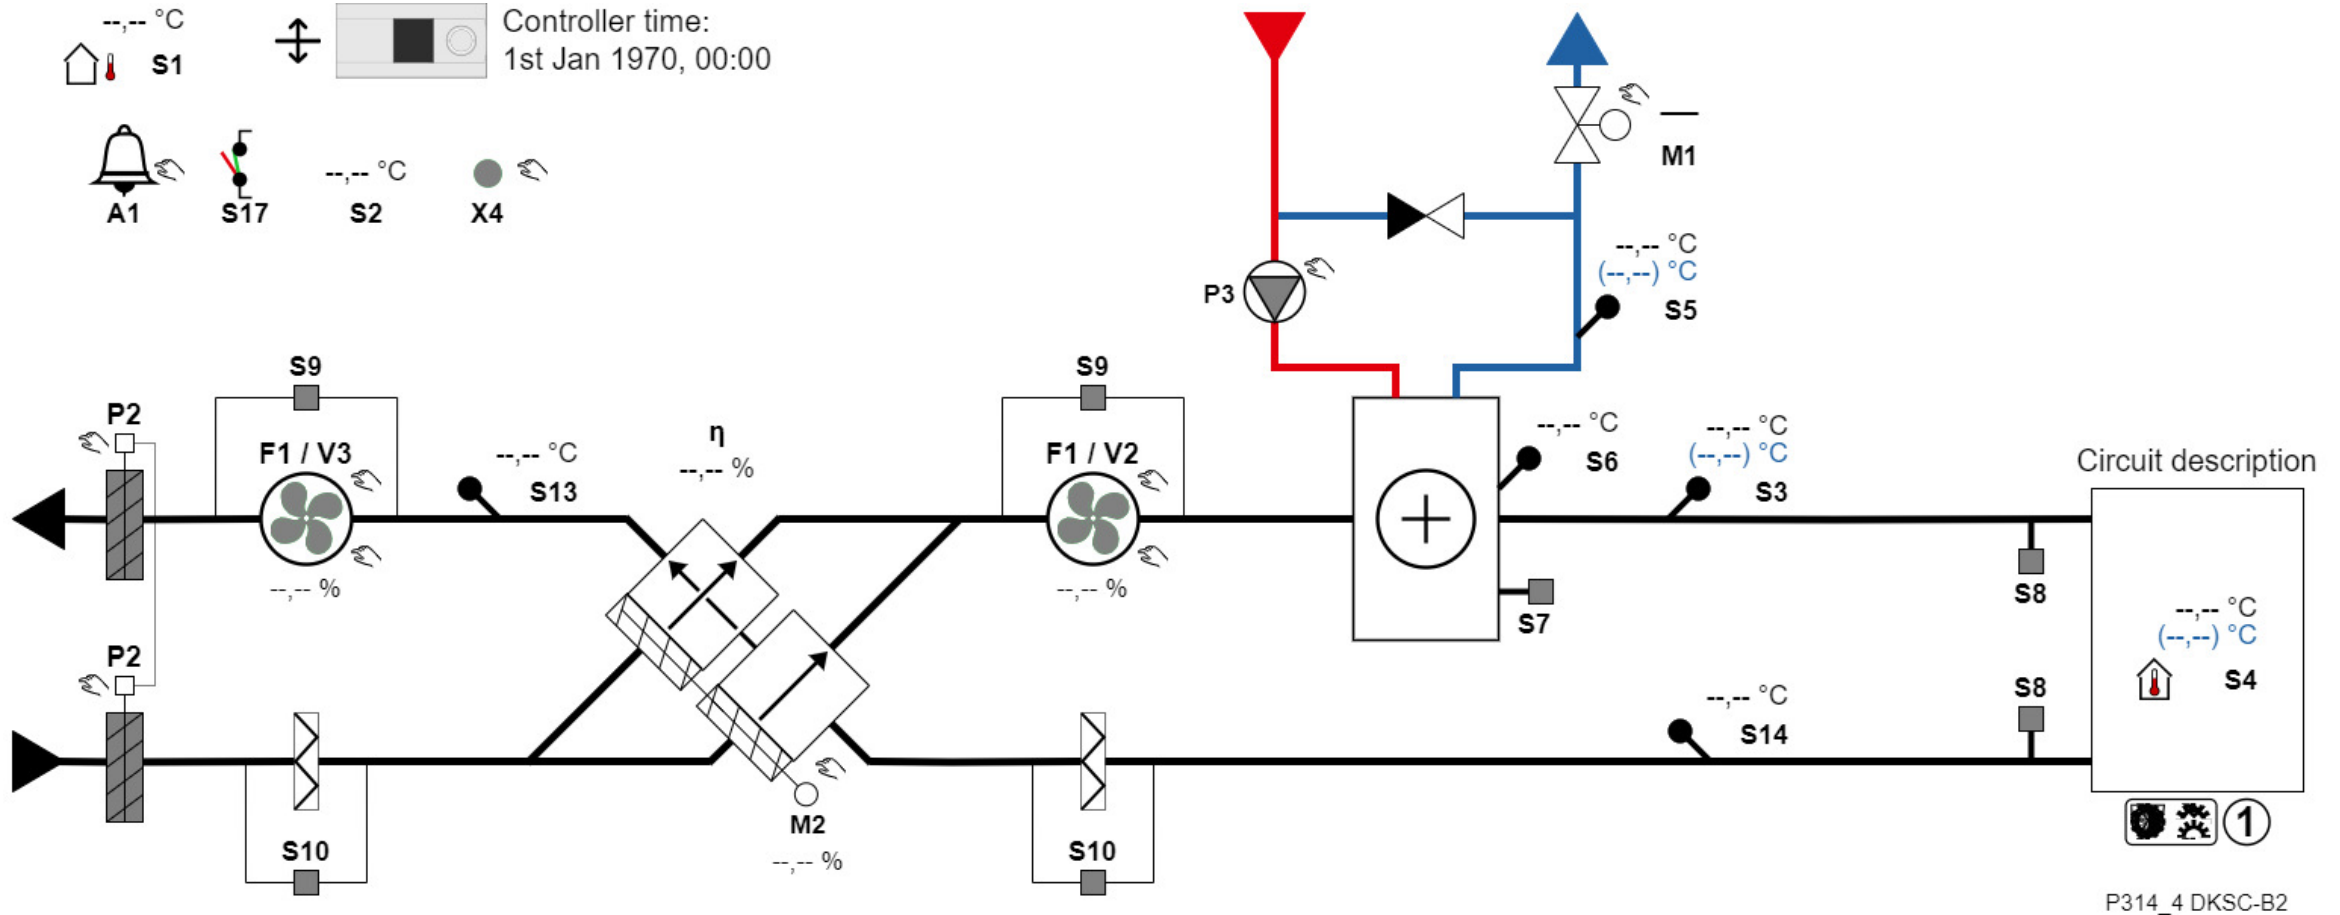 --,-- °C
S1
Controller time:
1st Jan 1970, 00:00
A1
S17
--,-- °C
S2
X4
M1
--,-- °C
(--,--) °C
S5
P3
S9
S9
P2
F1 / V3
--,-- °C
S13
η
--,-- %
F1 / V2
--,-- °C
S6
--,-- °C
(--,--) °C
S3
Circuit description
--,-- %
--,-- %
S7
S8
--,-- °C
(--,--) °C
S4
P2
--,-- °C
S14
S8
M2
--,-- %
S10
S10
1
P314_4 DKSC-B2